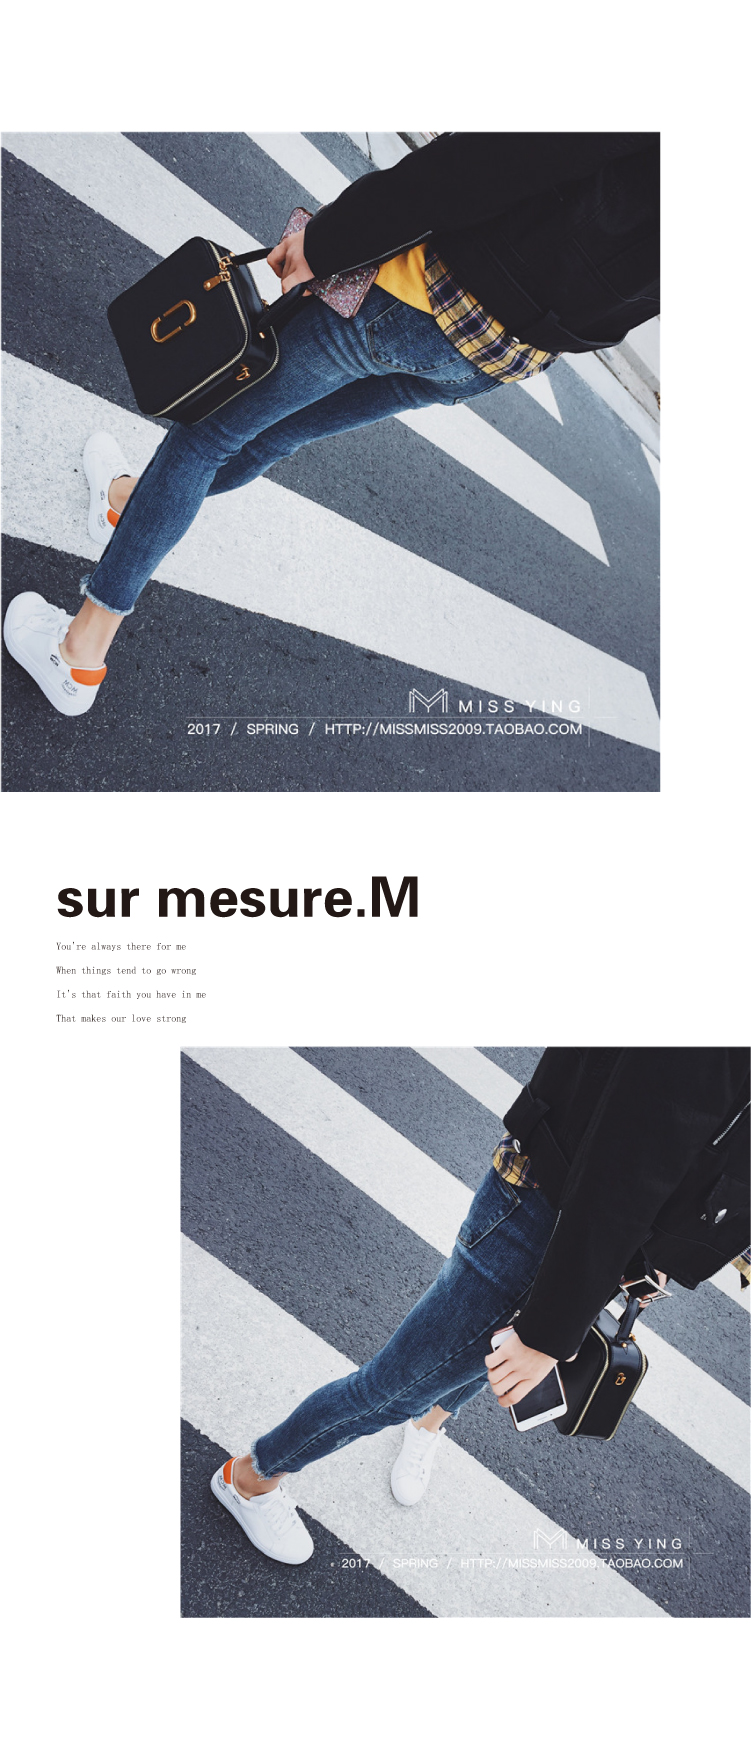 MISS YING
2017 / SPRING / HTTP://MISSMISS2009.TAOBAO.COM
sur mesure.M
You're always there for me
When things tend to go wrong
It's that faith you have in me
That makes our love strong
MISS YING
2017 / SPRING / HTTP://MISSMISS2009.TAOBAO.COM